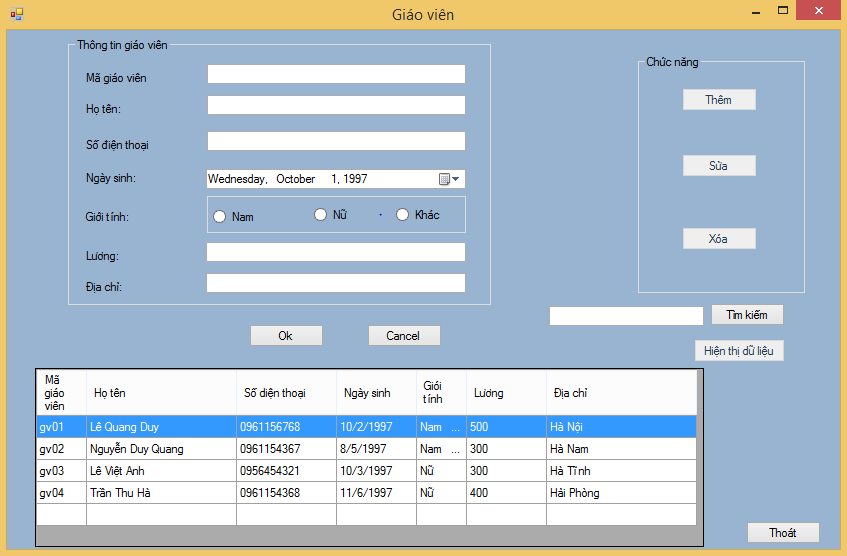 Giáo viên
Thông tin giáo viên
Mã giáo viên
Họ tên:
Số điện thoại
Ngày sinh: Wednesday, October 1, 1997
Giới tính: Nam Nữ Khác
Lương:
Địa chỉ:
Chức năng
Thêm
Sửa
Xóa
Tìm kiếm
Ok Cancel
Hiện thị dữ liệu
Mã giáo viên Họ tên Số điện thoại Ngày sinh Giới tính Lương Địa chỉ
gv01 Lê Quang Duy 0961156768 10/2/1997 Nam ... 500 Hà Nội
gv02 Nguyễn Duy Quang 0961154367 8/5/1997 Nam ... 300 Hà Nam
gv03 Lê Việt Anh 0956454321 10/3/1997 Nữ 300 Hà Tĩnh
gv04 Trần Thu Hà 0961154368 11/6/1997 Nữ 400 Hải Phòng
Thoát